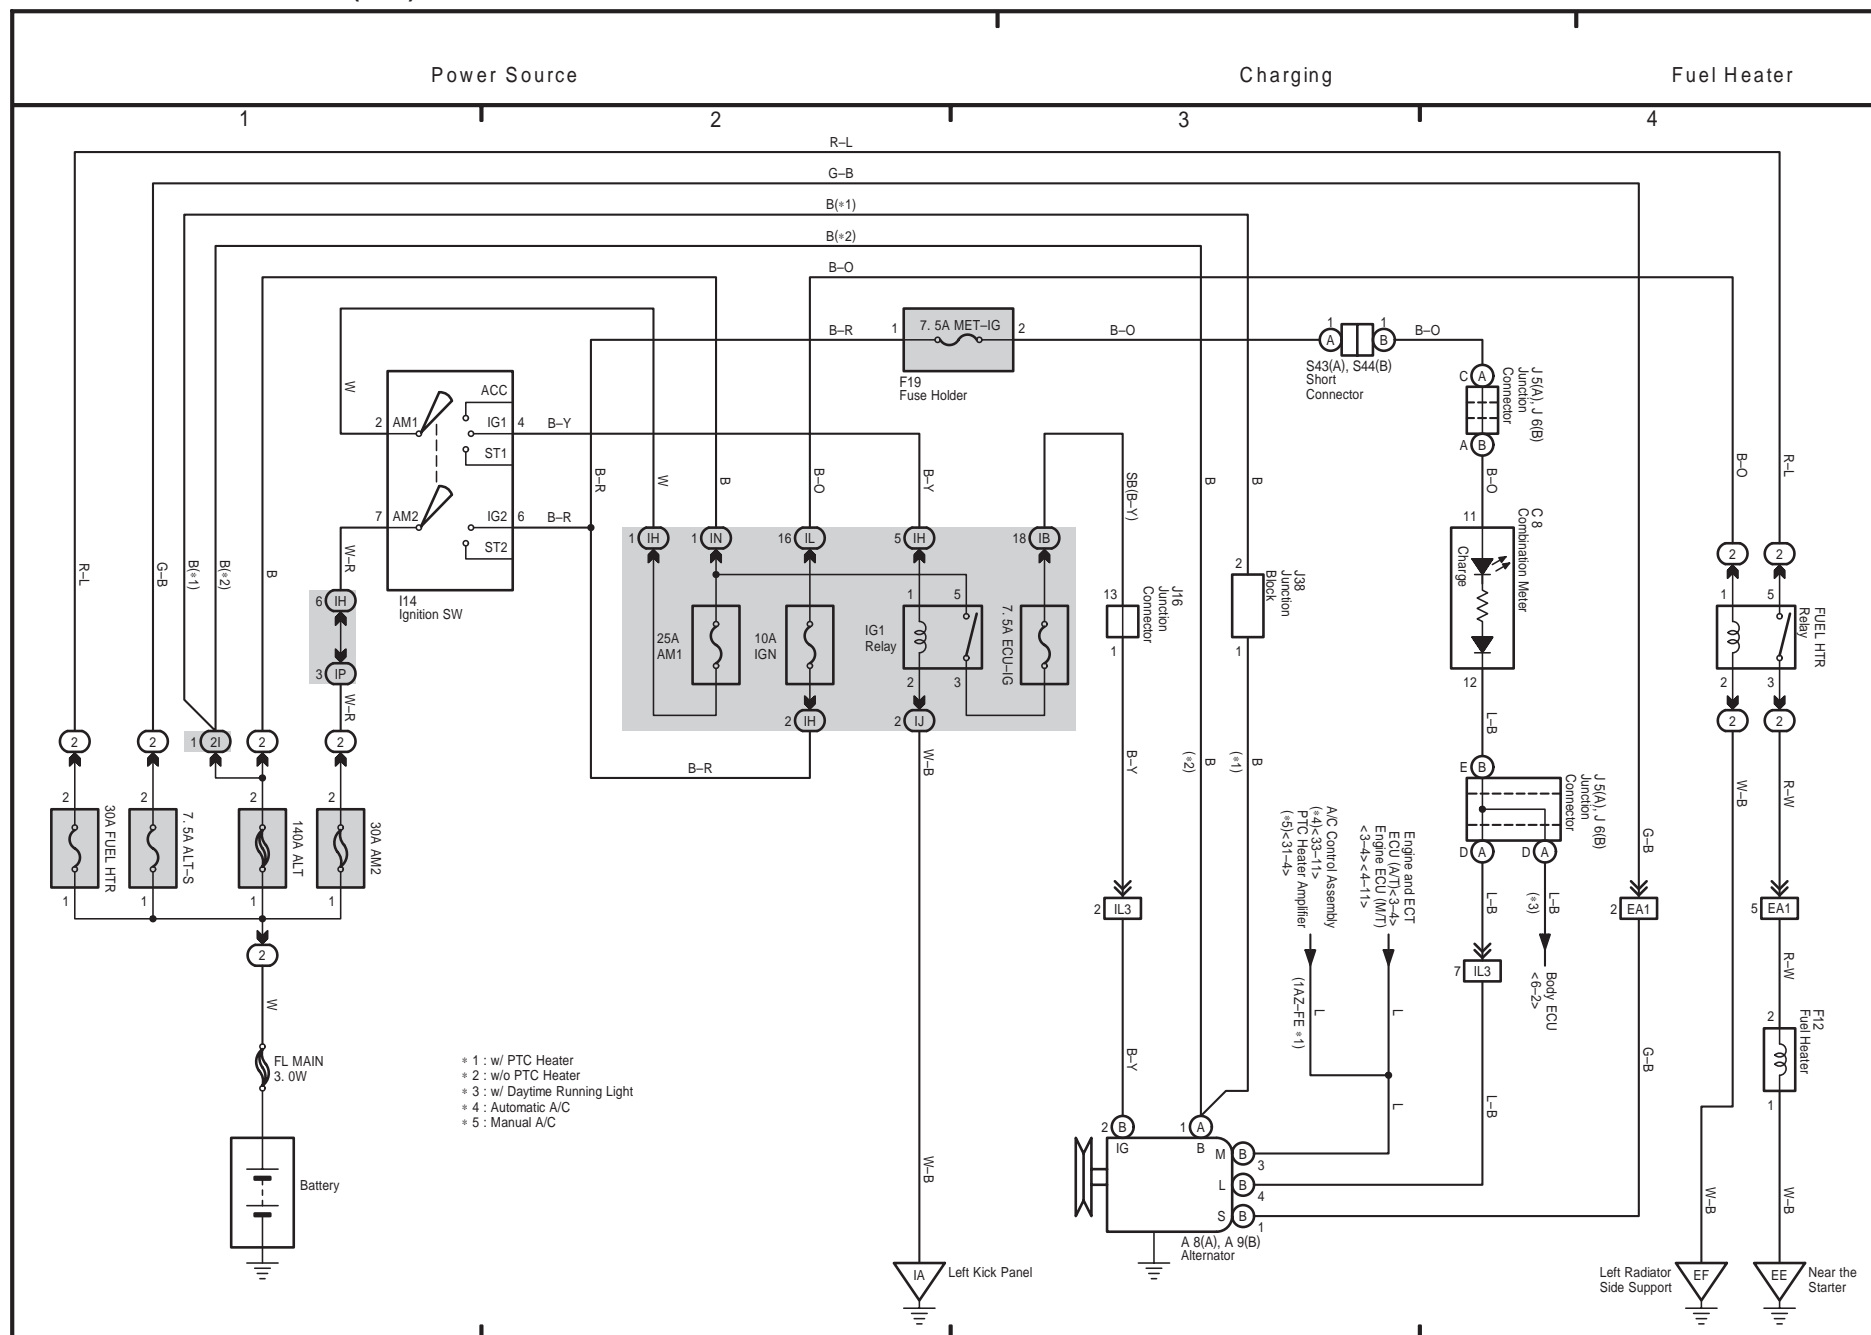 Power Source
Charging
Fuel Heater
1
2
3
4
R–L
G–B
B(∗1)
B(∗2)
B–O
B–R
1
7. 5A MET–IG
2
F19
Fuse Holder
B–O
1
A
1
B
B–O
S43(A), S44(B)
Short
Connector
C
A
J 5(A), J 6(B)
Junction
Connector
A
B
W
2
AM1
ACC
IG1
4
ST1
B–Y
7
AM2
IG2
6
ST2
B–R
I14
Ignition SW
B–R
W
B
B–O
B–Y
SB(B–Y)
B
B
B–O
B–O
R–L
R–L
G–B
B(∗1)
B(∗2)
B
W–R
6
IH
3
IP
W–R
1
IH
1
IN
16
IL
5
IH
18
IB
25A
AM1
10A
IGN
IG1
Relay
1
5
2
3
7. 5A ECU–IG
2
IH
2
IJ
B–R
13
J16
Junction
Connector
1
2
J38
Junction
Block
1
11
C 8
Combination Meter
Charge
12
L–B
2
2
1
5
FUEL HTR
Relay
2
3
2
2
2
2
1
2I
2
2
2
2
2
2
30A FUEL HTR
7. 5A ALT–S
140A ALT
30A AM2
1
1
1
1
2
W
FL MAIN
3. 0W
Battery
∗ 1 : w/ PTC Heater
∗ 2 : w/o PTC Heater
∗ 3 : w/ Daytime Running Light
∗ 4 : Automatic A/C
∗ 5 : Manual A/C
W–B
W–B
IA
Left Kick Panel
B–Y
2
IL3
B–Y
B
(∗2)
B
(∗1)
A/C Control Assembly
(∗4)<33–11>
PTC Heater Amplifier
(∗5)<31–4>
Engine and ECT
ECU (A/T)<3–4>
Engine ECU (M/T)
<3–4><4–11>
L
(1AZ–FE ∗1)
L
L
E
B
J 5(A), J 6(B)
Junction
Connector
D
A
D
A
L–B
L–B
(∗3)
7
IL3
Body ECU
<6–2>
L–B
G–B
2
EA1
G–B
W–B
R–W
5
EA1
R–W
2
F12
Fuel Heater
1
2
B
IG
1
A
B
M
B
3
L
B
4
S
B
1
A 8(A), A 9(B)
Alternator
W–B
W–B
Left Radiator
Side Support
EF
EE
Near the
Starter